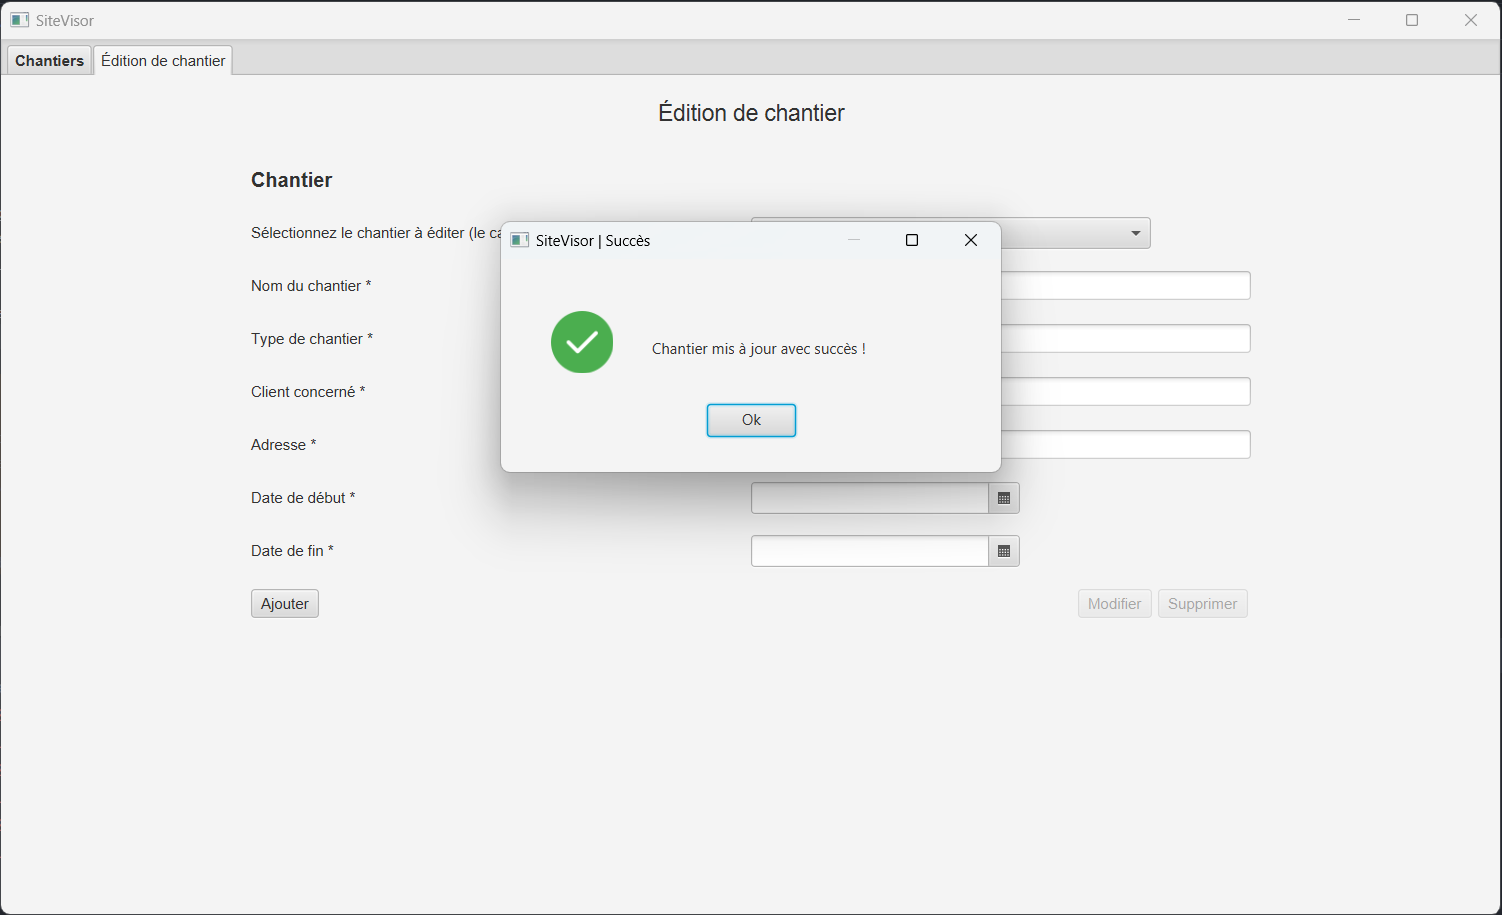 SiteVisor
Chantiers
Édition de chantier
Édition de chantier
Chantier
Sélectionnez le chantier à éditer (le
SiteVisor | Succès
Chantier mis à jour avec succès !
Ok
Nom du chantier *
Type de chantier *
Client concerné *
Adresse *
Date de début *
Date de fin *
Ajouter
Modifier
Supprimer